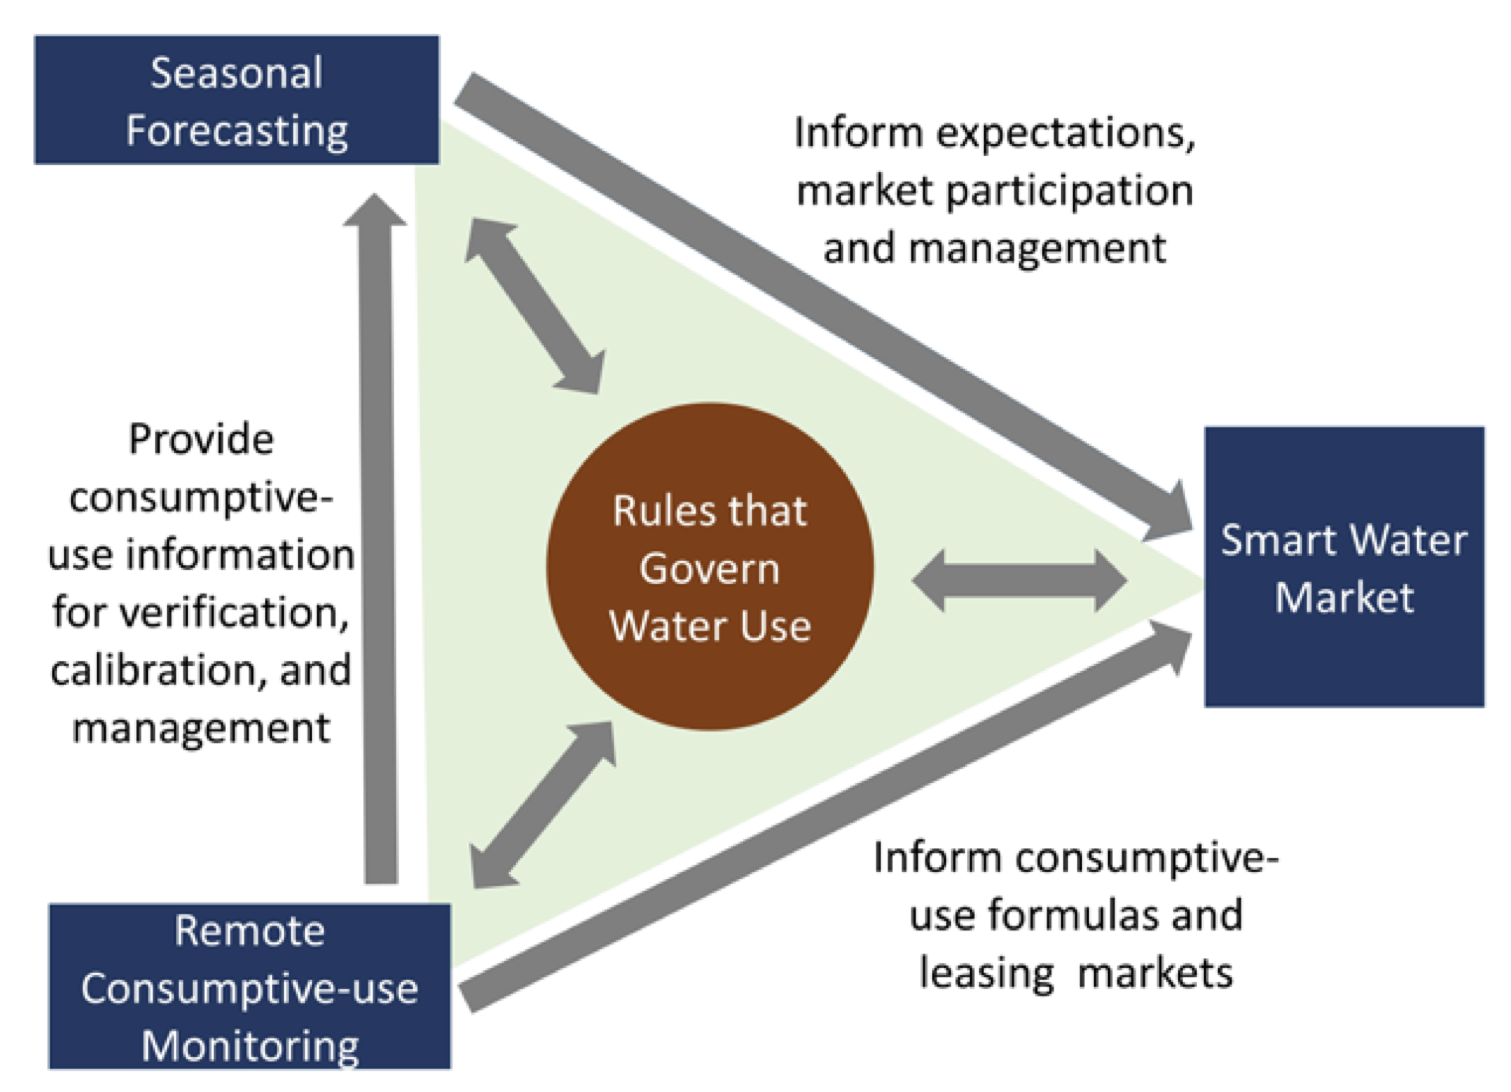 Seasonal
Forecasting
Inform expectations,
market participation
and management
Provide
consumptive-
use information
for verification,
calibration, and
management
Rules that
Govern
Water Use
Smart Water
Market
Inform consumptive-
use formulas and
leasing  markets
Remote
Consumptive-use
Monitoring